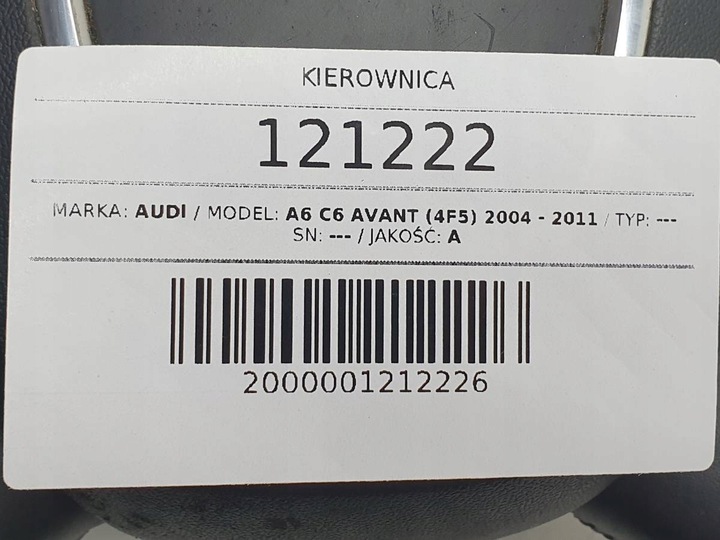 KIEROWNICA
121222
MARKA: AUDI / MODEL: A6 C6 AVANT (4F5) 2004 - 2011 / TYP: ---
SN: --- / JAKOŚĆ: A
2000001212226